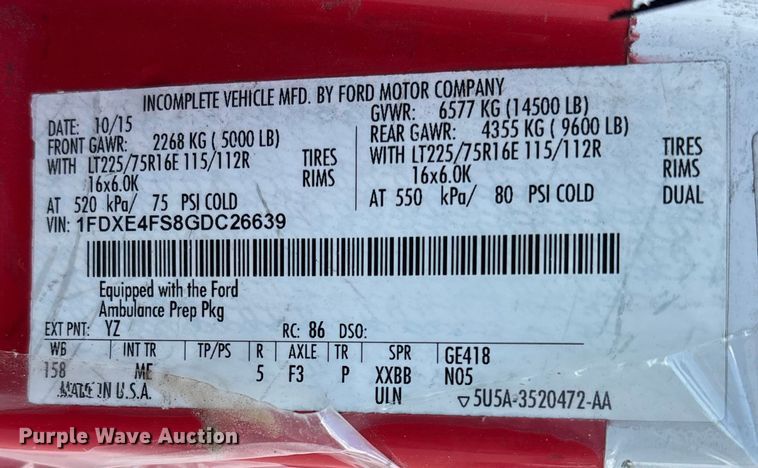 INCOMPLETE VEHICLE MFD. BY FORD MOTOR COMPANY
DATE: 10/15 GVWR: 6577 KG (14500 LB)
FRONT GAWR: 2268 KG ( 5000 LB) REAR GAWR: 4355 KG ( 9600 LB)
WITH LT225/75R16E 115/112R TIRES WITH LT225/75R16E 115/112R TIRES
16x6.0K RIMS 16x6.0K RIMS
AT 520 kPa/ 75 PSI COLD AT 550 kPa/ 80 PSI COLD DUAL
VIN: 1FDXE4FS8GDC26639
Equipped with the Ford
Ambulance Prep Pkg
EXT PNT: YZ RC: 86 DSO:
WB INT TR TP/PS R AXLE TR SPR GE418
158 ME 5 F3 P XXBB N05
MADE IN U.S.A. ULN ▽5U5A-3520472-AA
Purple Wave Auction